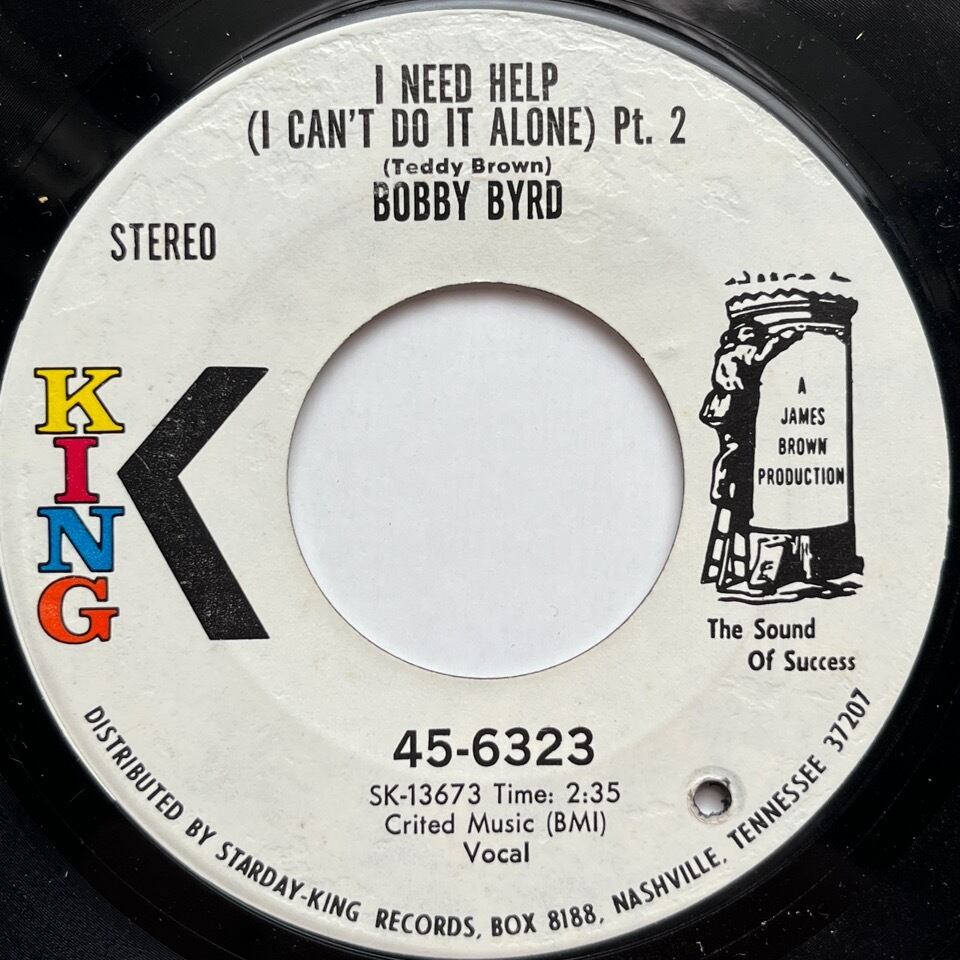 I NEED HELP
(I CAN'T DO IT ALONE) Pt. 2
(Teddy Brown)
BOBBY BYRD
STEREO
KING
K
A
JAMES
BROWN
PRODUCTION
The Sound
Of Success
45-6323
SK-13673 Time: 2:35
Crited Music (BMI)
Vocal
DISTRIBUTED BY STARDAY-KING RECORDS, BOX 8188, NASHVILLE, TENNESSEE 37207